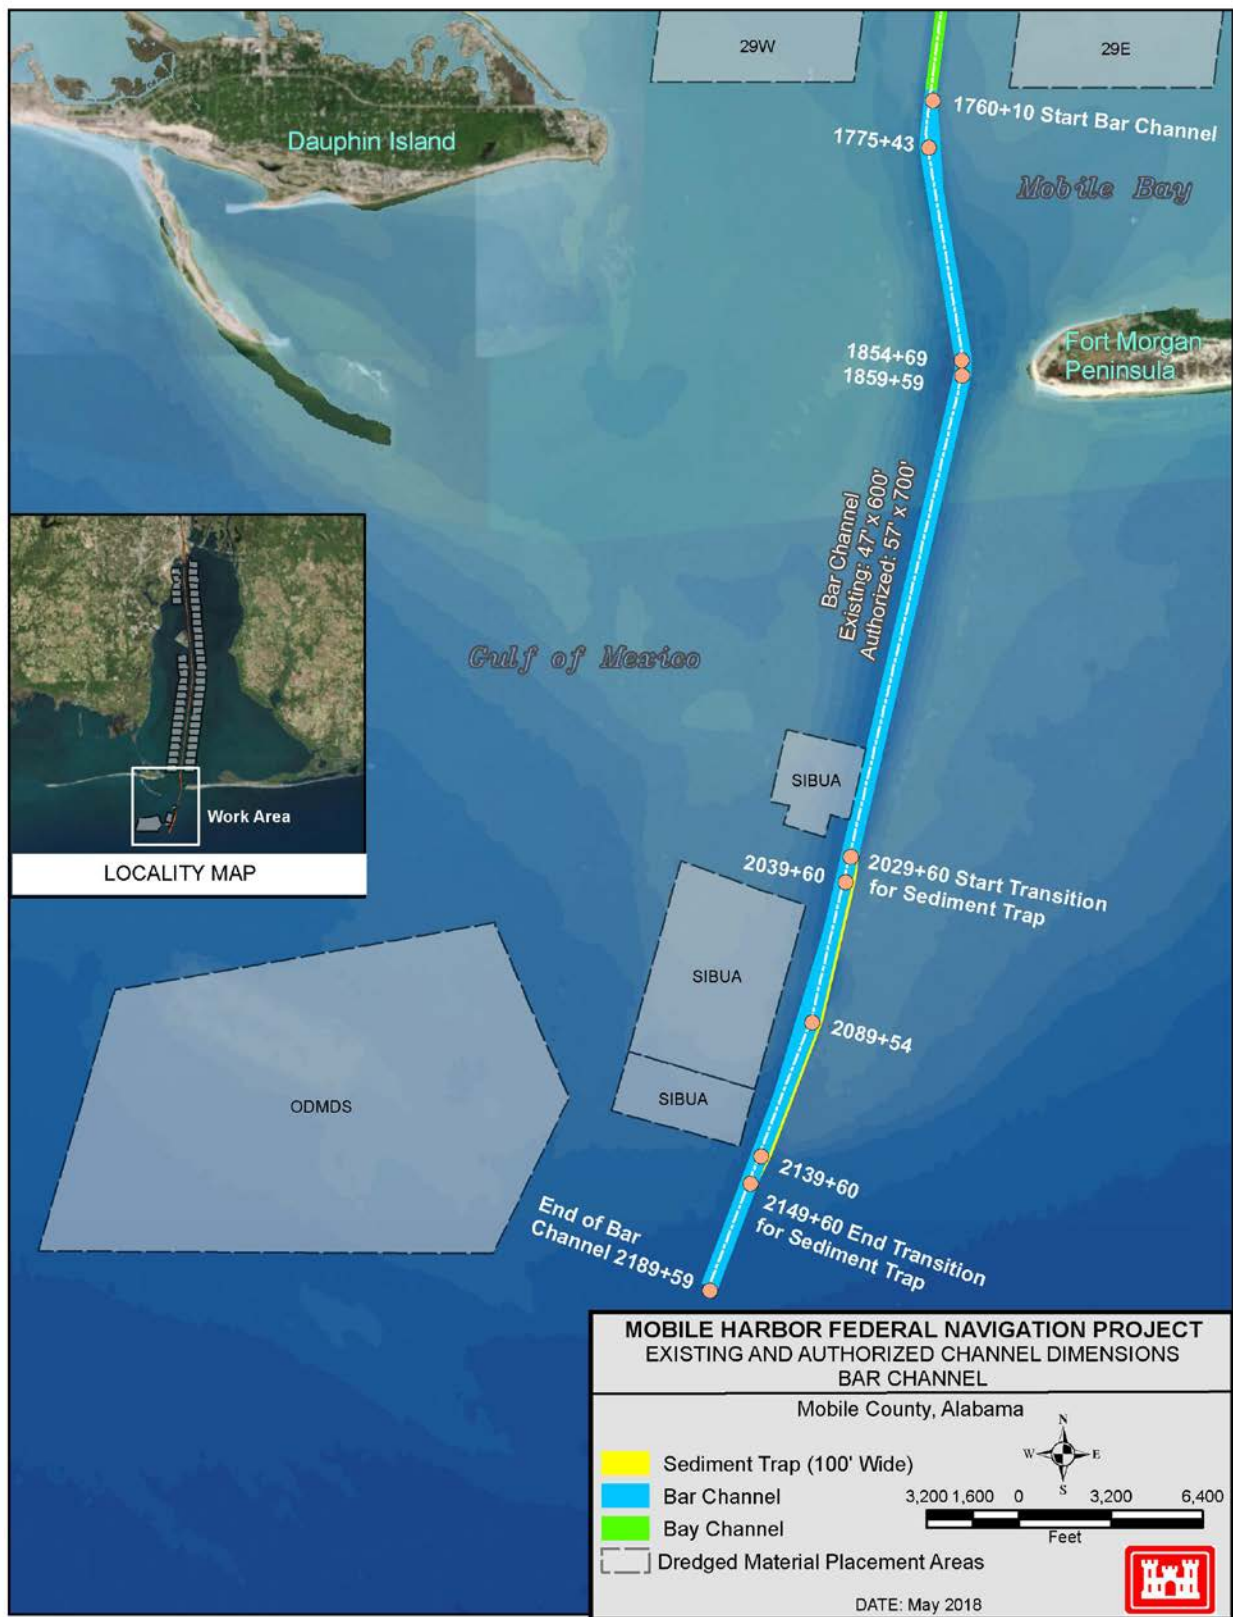 29W
29E
1760+10 Start Bar Channel
1775+43
Dauphin Island
Mobile Bay
1854+69
1859+59
Fort Morgan
Peninsula
Bar Channel
Existing: 47' x 600'
Authorized: 57' x 700'
Gulf of Mexico
Work Area
LOCALITY MAP
SIBUA
2039+60
2029+60 Start Transition
for Sediment Trap
SIBUA
2089+54
SIBUA
ODMDS
2139+60
2149+60 End Transition
for Sediment Trap
End of Bar
Channel 2189+59
MOBILE HARBOR FEDERAL NAVIGATION PROJECT
EXISTING AND AUTHORIZED CHANNEL DIMENSIONS
BAR CHANNEL
Mobile County, Alabama
N
W E
S
Sediment Trap (100' Wide)
Bar Channel
Bay Channel
Dredged Material Placement Areas
3,200 1,600 0 3,200 6,400
Feet
DATE: May 2018